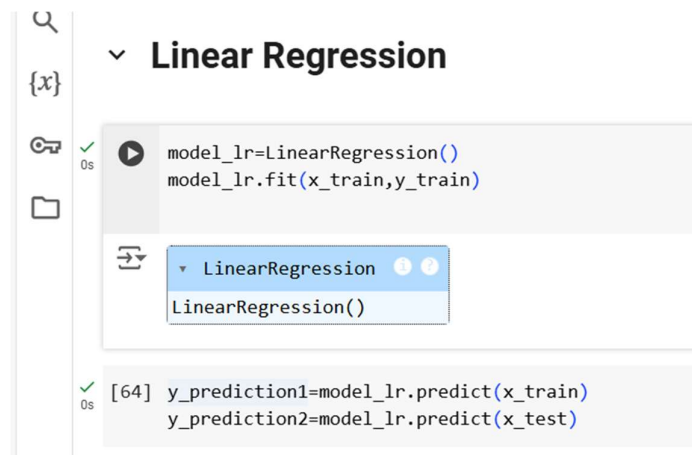 Linear Regression
{x}
0s
model_lr=LinearRegression()
model_lr.fit(x_train,y_train)
LinearRegression i ?
LinearRegression()
0s
[64] y_prediction1=model_lr.predict(x_train)
y_prediction2=model_lr.predict(x_test)